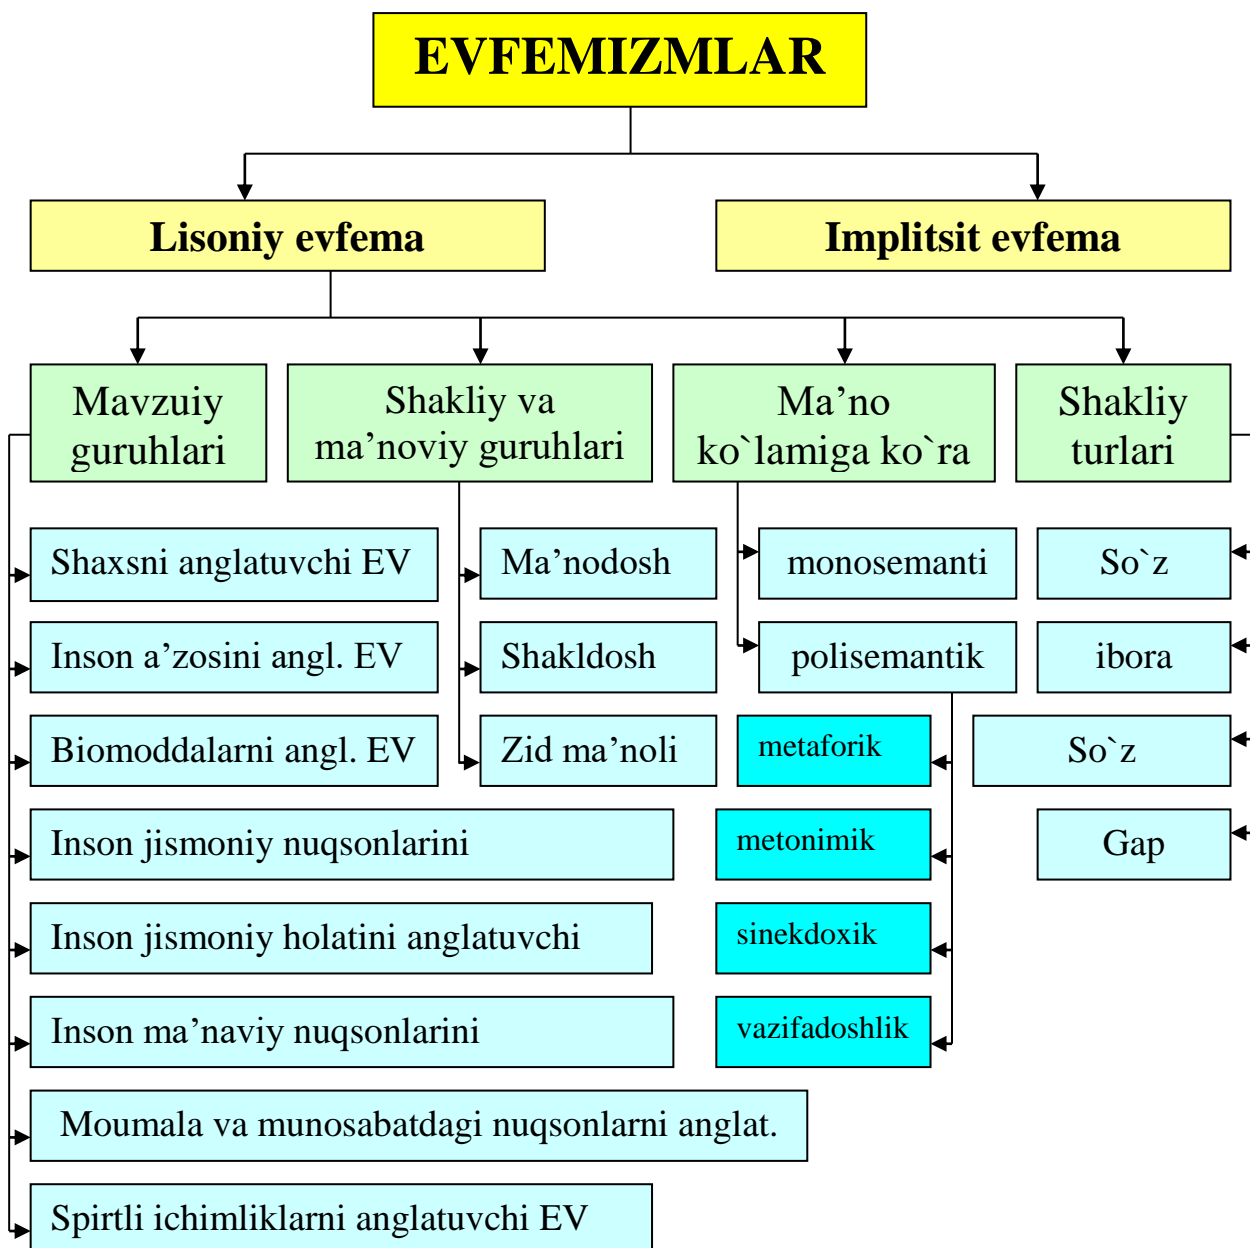 EVFEMIZMLAR
Lisoniy evfema
Implitsit evfema
Mavzuiy
guruhlari
Shakliy va
ma’noviy guruhlari
Ma’no
ko`lamiga ko`ra
Shakliy
turlari
Shaxsni anglatuvchi EV
Inson a’zosini angl. EV
Biomoddalarni angl. EV
Inson jismoniy nuqsonlarini
Inson jismoniy holatini anglatuvchi
Inson ma’naviy nuqsonlarini
Moumala va munosabatdagi nuqsonlarni anglat.
Spirtli ichimliklarni anglatuvchi EV
Ma’nodosh
Shakldosh
Zid ma’noli
monosemanti
polisemantik
metaforik
metonimik
sinekdoxik
vazifadoshlik
So`z
ibora
So`z
Gap